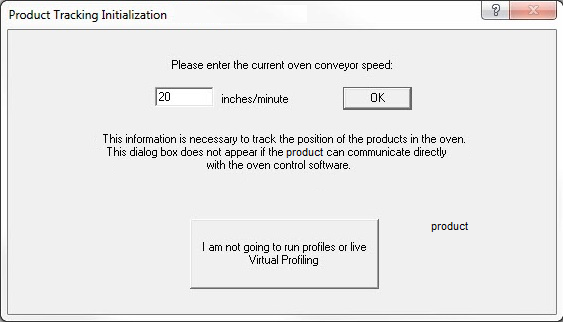 Product Tracking Initialization
Please enter the current oven conveyor speed:
20 inches/minute OK
This information is necessary to track the position of the products in the oven.
This dialog box does not appear if the product can communicate directly
with the oven control software.
product
I am not going to run profiles or live
Virtual Profiling